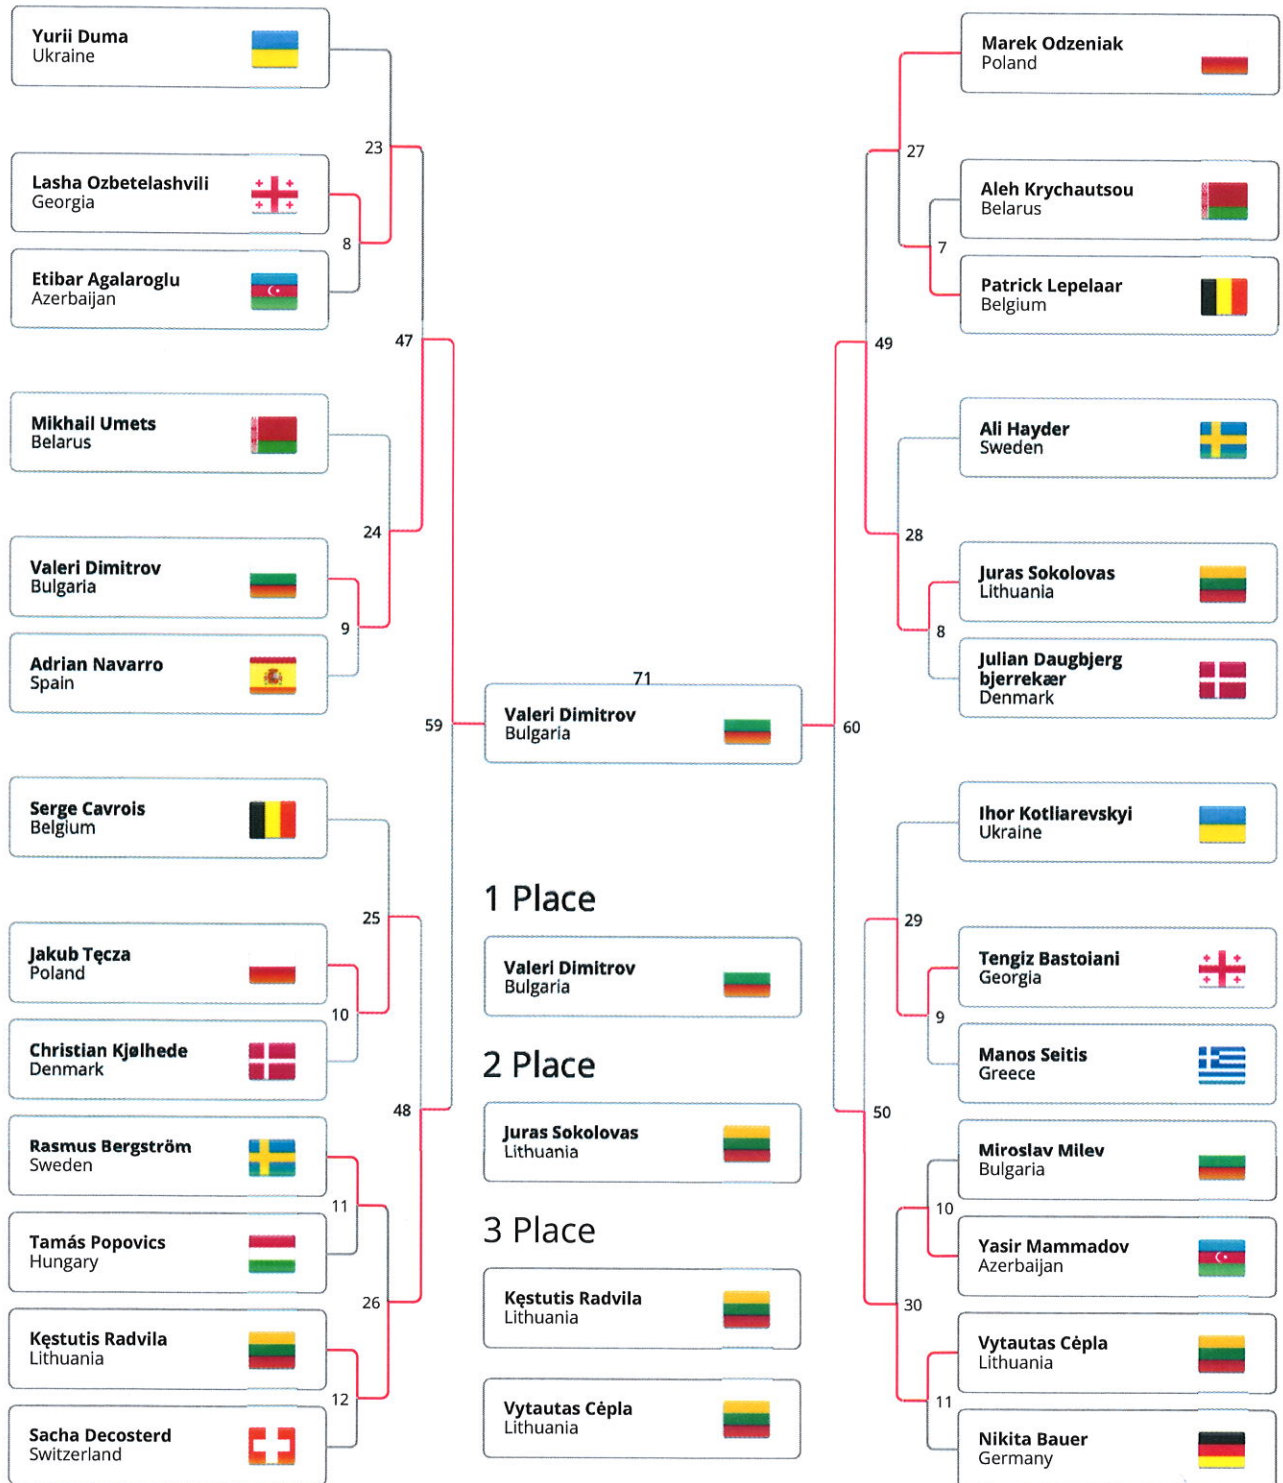 Yurii Duma
Ukraine
23
Lasha Ozbetelashvili
Georgia
8
Etibar Agalaroglu
Azerbaijan
47
Mikhail Umets
Belarus
24
Valeri Dimitrov
Bulgaria
9
Adrian Navarro
Spain
59
Serge Cavrois
Belgium
25
Jakub Tęcza
Poland
10
Christian Kjølhede
Denmark
48
Rasmus Bergström
Sweden
11
Tamás Popovics
Hungary
26
Kęstutis Radvila
Lithuania
12
Sacha Decosterd
Switzerland
71
Valeri Dimitrov
Bulgaria
1 Place
Valeri Dimitrov
Bulgaria
2 Place
Juras Sokolovas
Lithuania
3 Place
Kęstutis Radvila
Lithuania
Vytautas Cėpla
Lithuania
Marek Odzeniak
Poland
27
Aleh Krychautsou
Belarus
7
Patrick Lepelaar
Belgium
49
Ali Hayder
Sweden
28
Juras Sokolovas
Lithuania
8
Julian Daugbjerg
bjerrekær
Denmark
60
Ihor Kotliarevskyi
Ukraine
29
Tengiz Bastoiani
Georgia
9
Manos Seitis
Greece
50
Miroslav Milev
Bulgaria
10
Yasir Mammadov
Azerbaijan
30
Vytautas Cėpla
Lithuania
11
Nikita Bauer
Germany